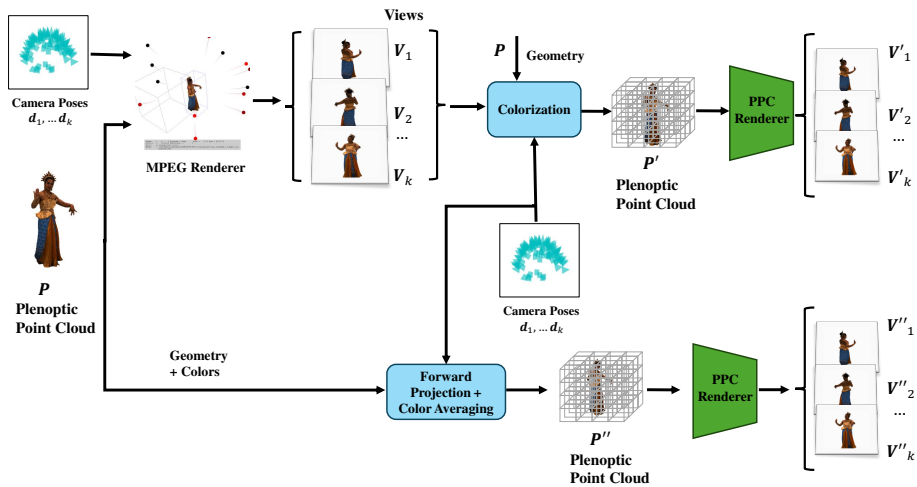 Views
Camera Poses
d₁, … dₖ
MPEG Renderer
V₁
V₂
...
Vₖ
P
Geometry
Colorization
P′
Plenoptic
Point Cloud
PPC
Renderer
V′₁
V′₂
...
V′ₖ
P
Plenoptic
Point Cloud
Camera Poses
d₁, … dₖ
Geometry
+ Colors
Forward
Projection +
Color Averaging
P′′
Plenoptic
Point Cloud
PPC
Renderer
V′′₁
V′′₂
...
V′′ₖ